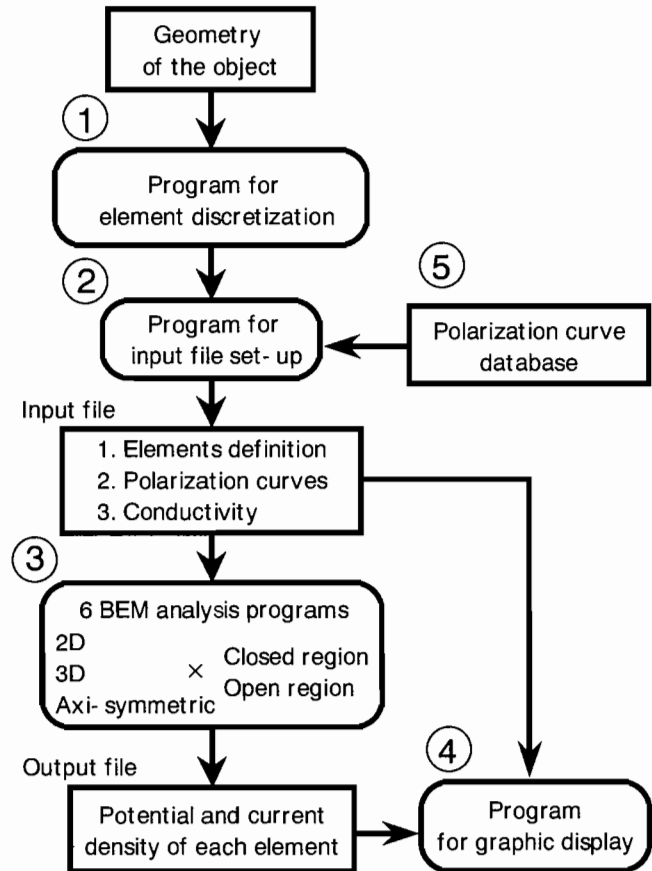 Geometry
of the object
1
Program for
element discretization
2
5
Program for
input file set- up
Polarization curve
database
Input file
1. Elements definition
2. Polarization curves
3. Conductivity
3
6 BEM analysis programs
2D
3D
Axi- symmetric
×
Closed region
Open region
Output file
4
Potential and current
density of each element
Program
for graphic display